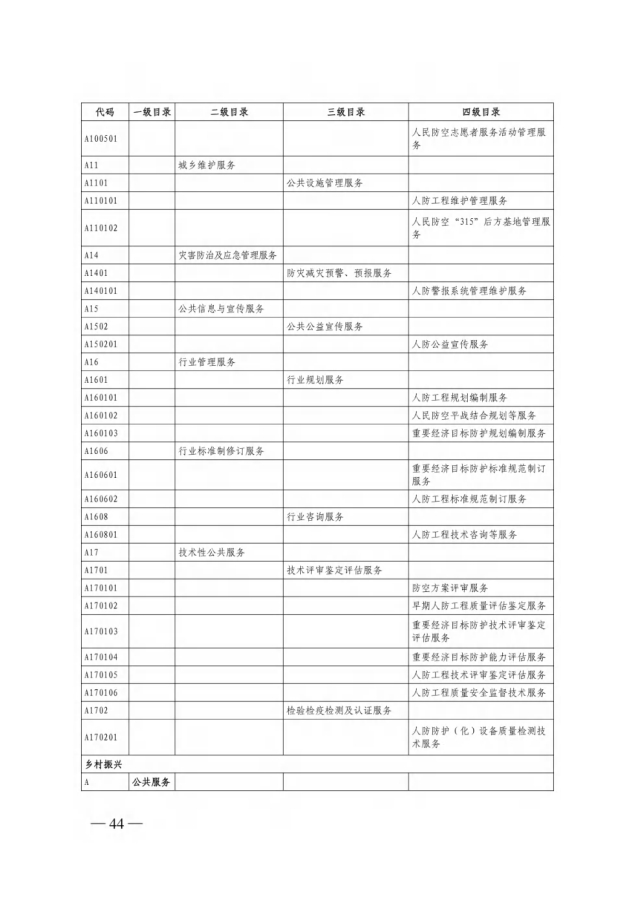 代码 一级目录 二级目录 三级目录 四级目录
A100501 人民防空志愿者服务活动管理服
务
A11 城乡维护服务
A1101 公共设施管理服务
A110101 人防工程维护管理服务
A110102 人民防空“315”后方基地管理服
务
A14 灾害防治及应急管理服务
A1401 防灾减灾预警、预报服务
A140101 人防警报系统管理维护服务
A15 公共信息与宣传服务
A1502 公共公益宣传服务
A150201 人防公益宣传服务
A16 行业管理服务
A1601 行业规划服务
A160101 人防工程规划编制服务
A160102 人民防空平战结合规划等服务
A160103 重要经济目标防护规划编制服务
A1606 行业标准制修订服务
A160601 重要经济目标防护标准规范制订
服务
A160602 人防工程标准规范制订服务
A1608 行业咨询服务
A160801 人防工程技术咨询等服务
A17 技术性公共服务
A1701 技术评审鉴定评估服务
A170101 防空方案评审服务
A170102 早期人防工程质量评估鉴定服务
A170103 重要经济目标防护技术评审鉴定
评估服务
A170104 重要经济目标防护能力评估服务
A170105 人防工程技术评审鉴定评估服务
A170106 人防工程质量安全监督技术服务
A1702 检验检疫检测及认证服务
A170201 人防防护（化）设备质量检测技
术服务
乡村振兴
A 公共服务
— 44 —